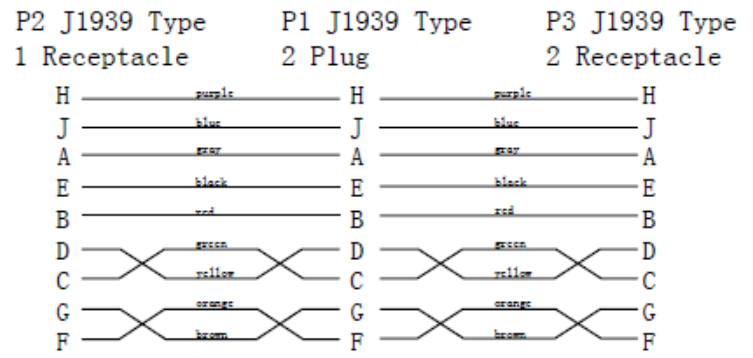 P2 J1939 Type P1 J1939 Type P3 J1939 Type
1 Receptacle 2 Plug 2 Receptacle
H purple H purple H
J blue J blue J
A gray A gray A
E black E black E
B red B red B
D green D green D
C yellow C yellow C
G orange G orange G
F brown F brown F